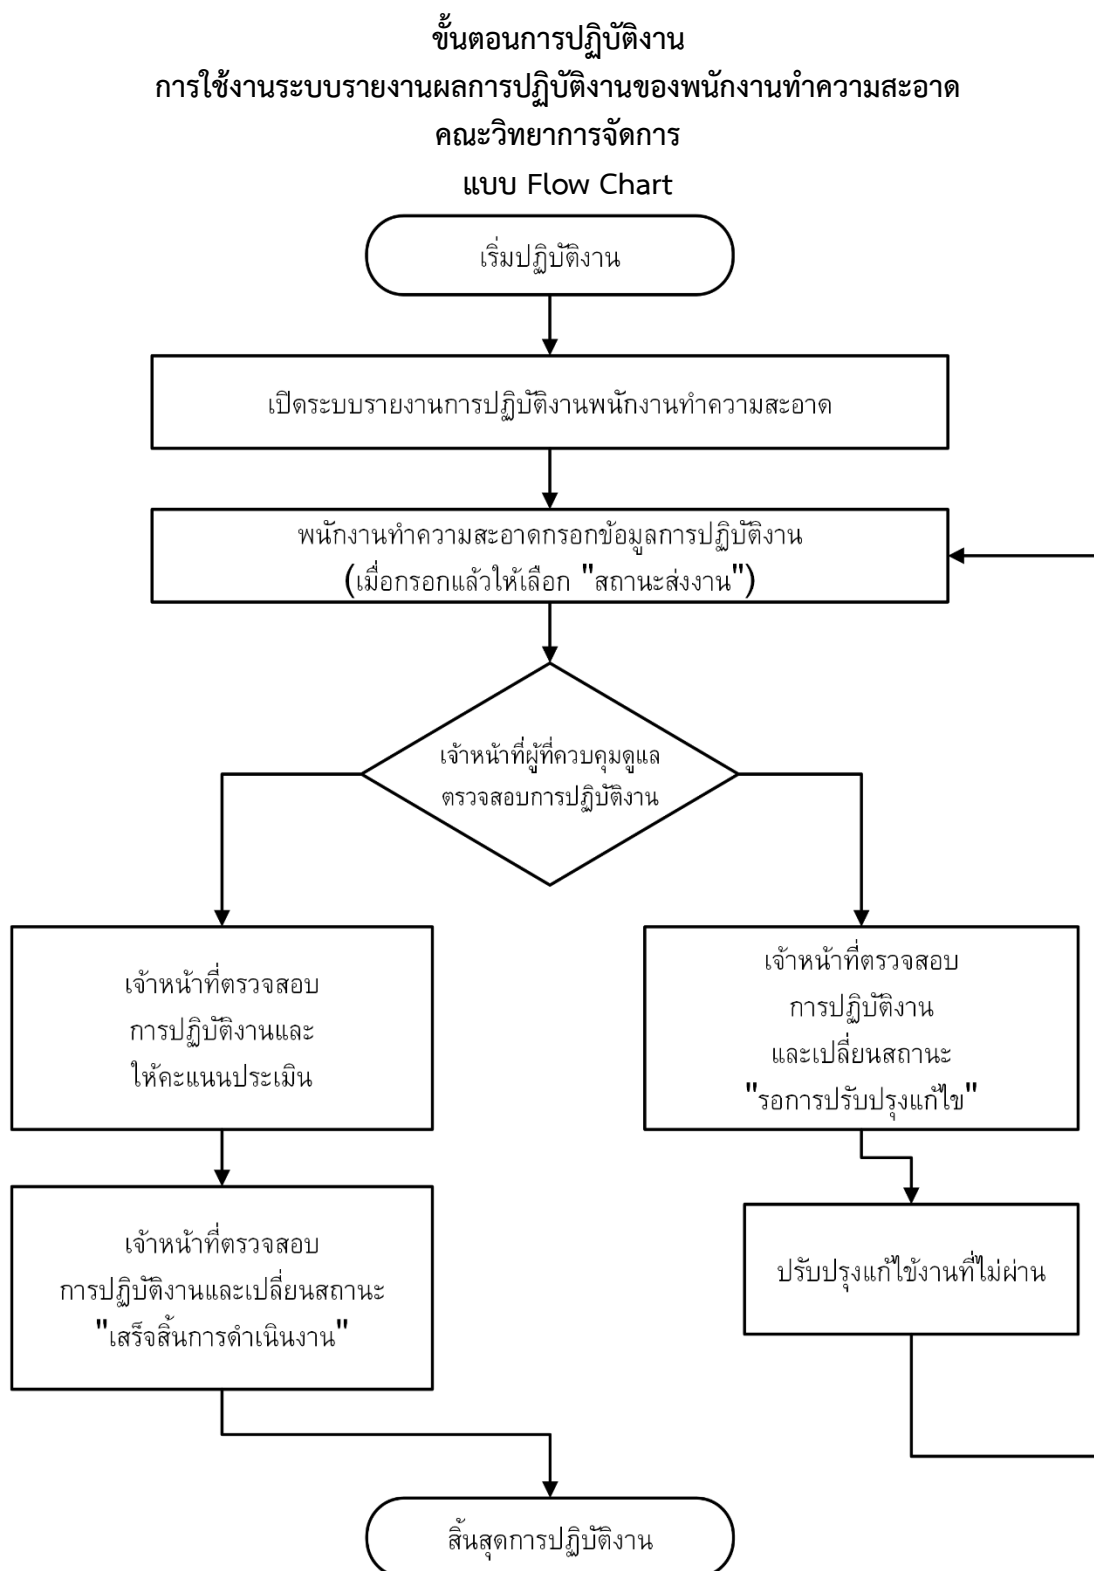 ขั้นตอนการปฏิบัติงาน
การใช้งานระบบรายงานผลการปฏิบัติงานของพนักงานทำความสะอาด
คณะวิทยาการจัดการ
แบบ Flow Chart
เริ่มปฏิบัติงาน
เปิดระบบรายงานการปฏิบัติงานพนักงานทำความสะอาด
พนักงานทำความสะอาดกรอกข้อมูลการปฏิบัติงาน
(เมื่อกรอกแล้วให้เลือก "สถานะส่งงาน")
เจ้าหน้าที่ผู้ที่ควบคุมดูแล
ตรวจสอบการปฏิบัติงาน
เจ้าหน้าที่ตรวจสอบ
การปฏิบัติงานและ
ให้คะแนนประเมิน
เจ้าหน้าที่ตรวจสอบ
การปฏิบัติงานและเปลี่ยนสถานะ
"เสร็จสิ้นการดำเนินงาน"
เจ้าหน้าที่ตรวจสอบ
การปฏิบัติงาน
และเปลี่ยนสถานะ
"รอการปรับปรุงแก้ไข"
ปรับปรุงแก้ไข้งานที่ไม่ผ่าน
สิ้นสุดการปฏิบัติงาน